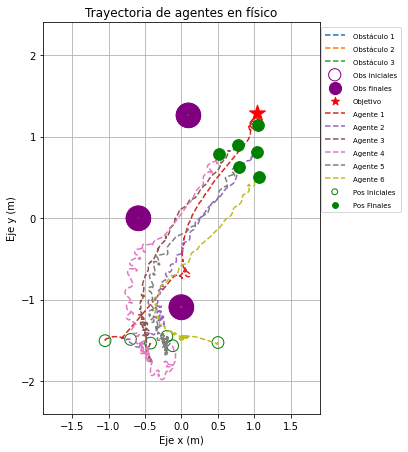 Trayectoria de agentes en físico
Eje y (m)
2
1
0
−1
−2
−1.5
−1.0
−0.5
0.0
0.5
1.0
1.5
Eje x (m)
Obstáculo 1
Obstáculo 2
Obstáculo 3
Obs iniciales
Obs finales
Objetivo
Agente 1
Agente 2
Agente 3
Agente 4
Agente 5
Agente 6
Pos Iniciales
Pos Finales